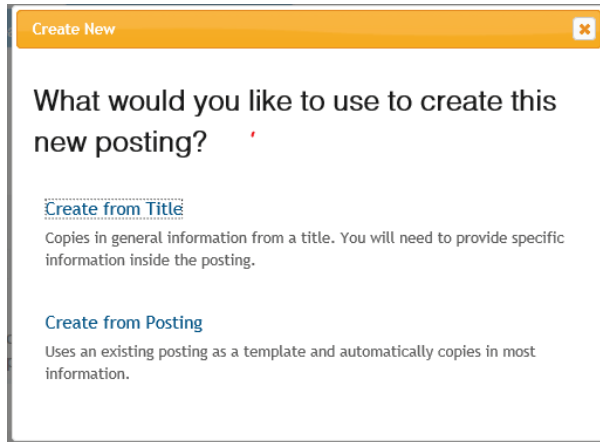 Create New
What would you like to use to create this
new posting?
Create from Title
Copies in general information from a title. You will need to provide specific
information inside the posting.
Create from Posting
Uses an existing posting as a template and automatically copies in most
information.